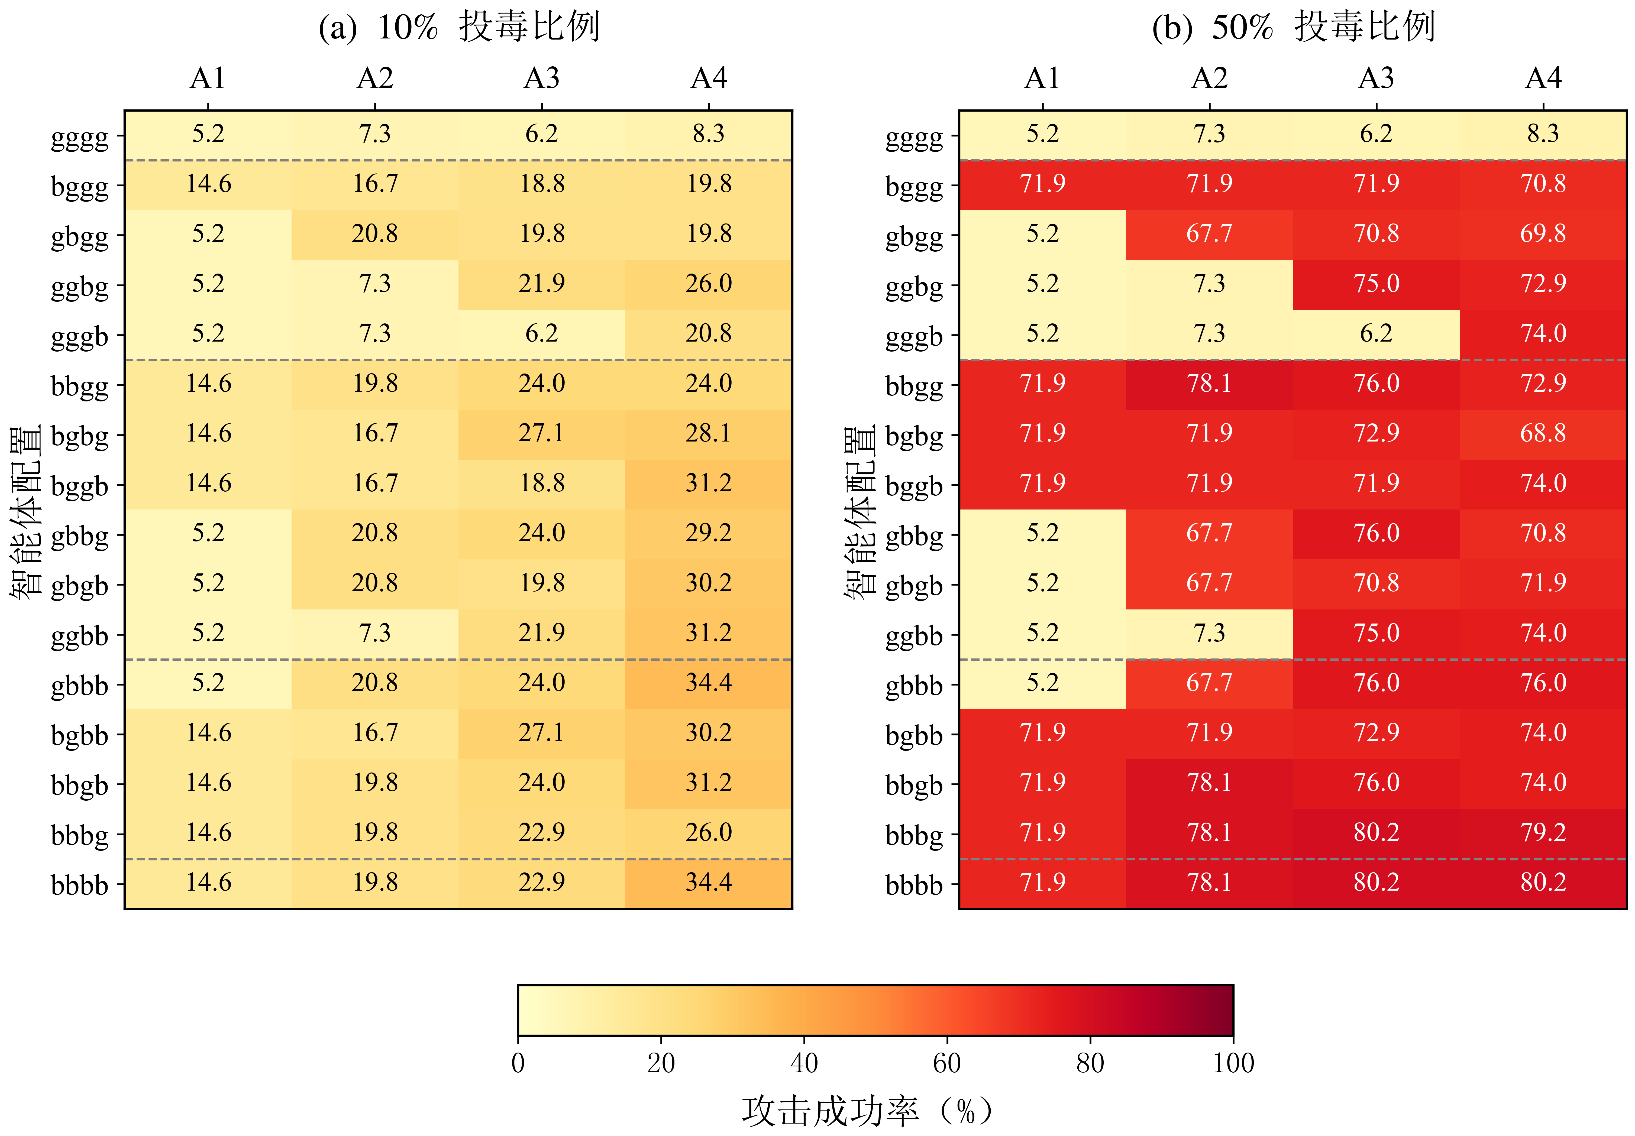 (a) 10% 投毒比例
A1 A2 A3 A4
gggg 5.2 7.3 6.2 8.3
bggg 14.6 16.7 18.8 19.8
gbgg 5.2 20.8 19.8 19.8
ggbg 5.2 7.3 21.9 26.0
gggb 5.2 7.3 6.2 20.8
bbgg 14.6 19.8 24.0 24.0
bgbg 14.6 16.7 27.1 28.1
bggb 14.6 16.7 18.8 31.2
gbbg 5.2 20.8 24.0 29.2
gbgb 5.2 20.8 19.8 30.2
ggbb 5.2 7.3 21.9 31.2
gbbb 5.2 20.8 24.0 34.4
bgbb 14.6 16.7 27.1 30.2
bbgb 14.6 19.8 24.0 31.2
bbbg 14.6 19.8 22.9 26.0
bbbb 14.6 19.8 22.9 34.4
智能体配置
(b) 50% 投毒比例
A1 A2 A3 A4
gggg 5.2 7.3 6.2 8.3
bggg 71.9 71.9 71.9 70.8
gbgg 5.2 67.7 70.8 69.8
ggbg 5.2 7.3 75.0 72.9
gggb 5.2 7.3 6.2 74.0
bbgg 71.9 78.1 76.0 72.9
bgbg 71.9 71.9 72.9 68.8
bggb 71.9 71.9 71.9 74.0
gbbg 5.2 67.7 76.0 70.8
gbgb 5.2 67.7 70.8 71.9
ggbb 5.2 7.3 75.0 74.0
gbbb 5.2 67.7 76.0 76.0
bgbb 71.9 71.9 72.9 74.0
bbgb 71.9 78.1 76.0 74.0
bbbg 71.9 78.1 80.2 79.2
bbbb 71.9 78.1 80.2 80.2
智能体配置
0 20 40 60 80 100
攻击成功率（%）